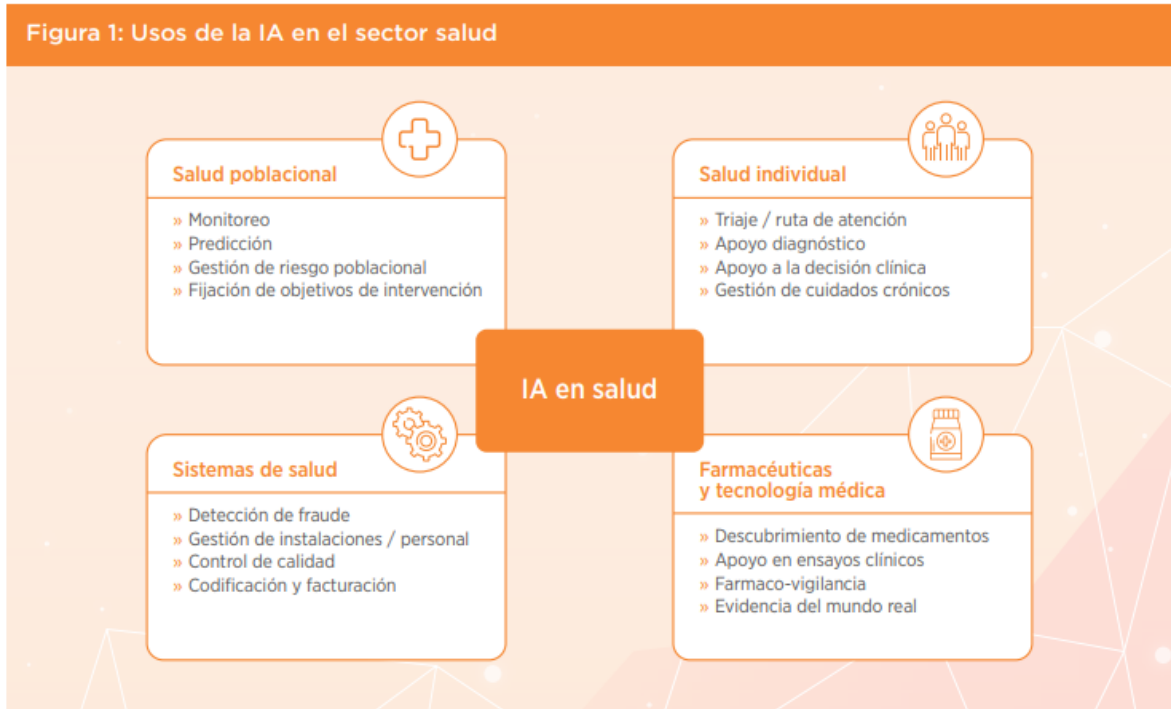 Figura 1: Usos de la IA en el sector salud
Salud poblacional
» Monitoreo
» Predicción
» Gestión de riesgo poblacional
» Fijación de objetivos de intervención
Salud individual
» Triaje / ruta de atención
» Apoyo diagnóstico
» Apoyo a la decisión clínica
» Gestión de cuidados crónicos
IA en salud
Sistemas de salud
» Detección de fraude
» Gestión de instalaciones / personal
» Control de calidad
» Codificación y facturación
Farmacéuticas
y tecnología médica
» Descubrimiento de medicamentos
» Apoyo en ensayos clínicos
» Farmaco-vigilancia
» Evidencia del mundo real